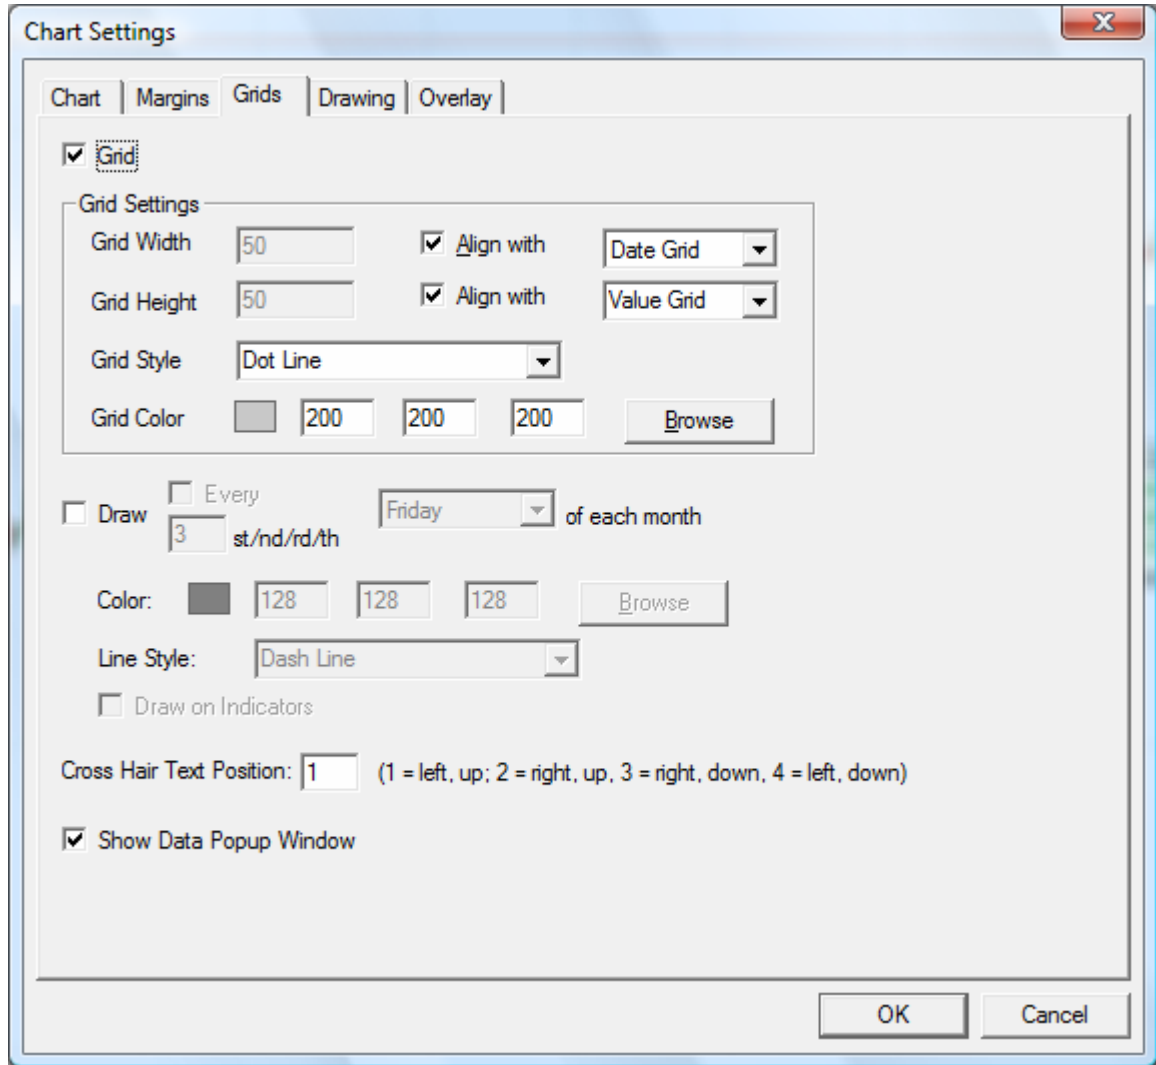 Chart Settings
Chart Margins Grids Drawing Overlay
Grid
Grid Settings
Grid Width 50 Align with Date Grid
Grid Height 50 Align with Value Grid
Grid Style Dot Line
Grid Color 200 200 200 Browse
Every
Draw Friday of each month
3 st/nd/rd/th
Color: 128 128 128 Browse
Line Style: Dash Line
Draw on Indicators
Cross Hair Text Position: 1 (1 = left, up; 2 = right, up, 3 = right, down, 4 = left, down)
Show Data Popup Window
OK Cancel